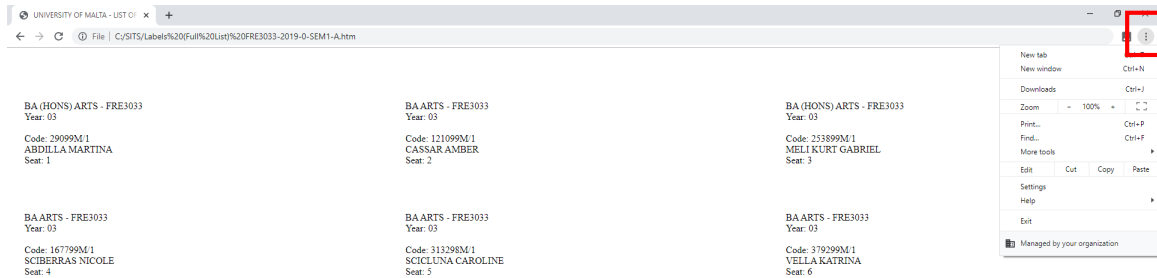 UNIVERSITY OF MALTA - LIST OF
File | C:/SITS/Labels%20(Full%20List)%20FRE3033-2019-0-SEM1-A.htm
New tab
New window Ctrl+N
Downloads Ctrl+J
Zoom - 100% +
Print... Ctrl+P
Find... Ctrl+F
More tools
Edit Cut Copy Paste
Settings
Help
Exit
Managed by your organization
BA (HONS) ARTS - FRE3033
Year: 03
Code: 29099M/1
ABDILLA MARTINA
Seat: 1
BA ARTS - FRE3033
Year: 03
Code: 121099M/1
CASSAR AMBER
Seat: 2
BA (HONS) ARTS - FRE3033
Year: 03
Code: 253899M/1
MELI KURT GABRIEL
Seat: 3
BA ARTS - FRE3033
Year: 03
Code: 167799M/1
SCIBERRAS NICOLE
Seat: 4
BA ARTS - FRE3033
Year: 03
Code: 313298M/1
SCICLUNA CAROLINE
Seat: 5
BA ARTS - FRE3033
Year: 03
Code: 379299M/1
VELLA KATRINA
Seat: 6